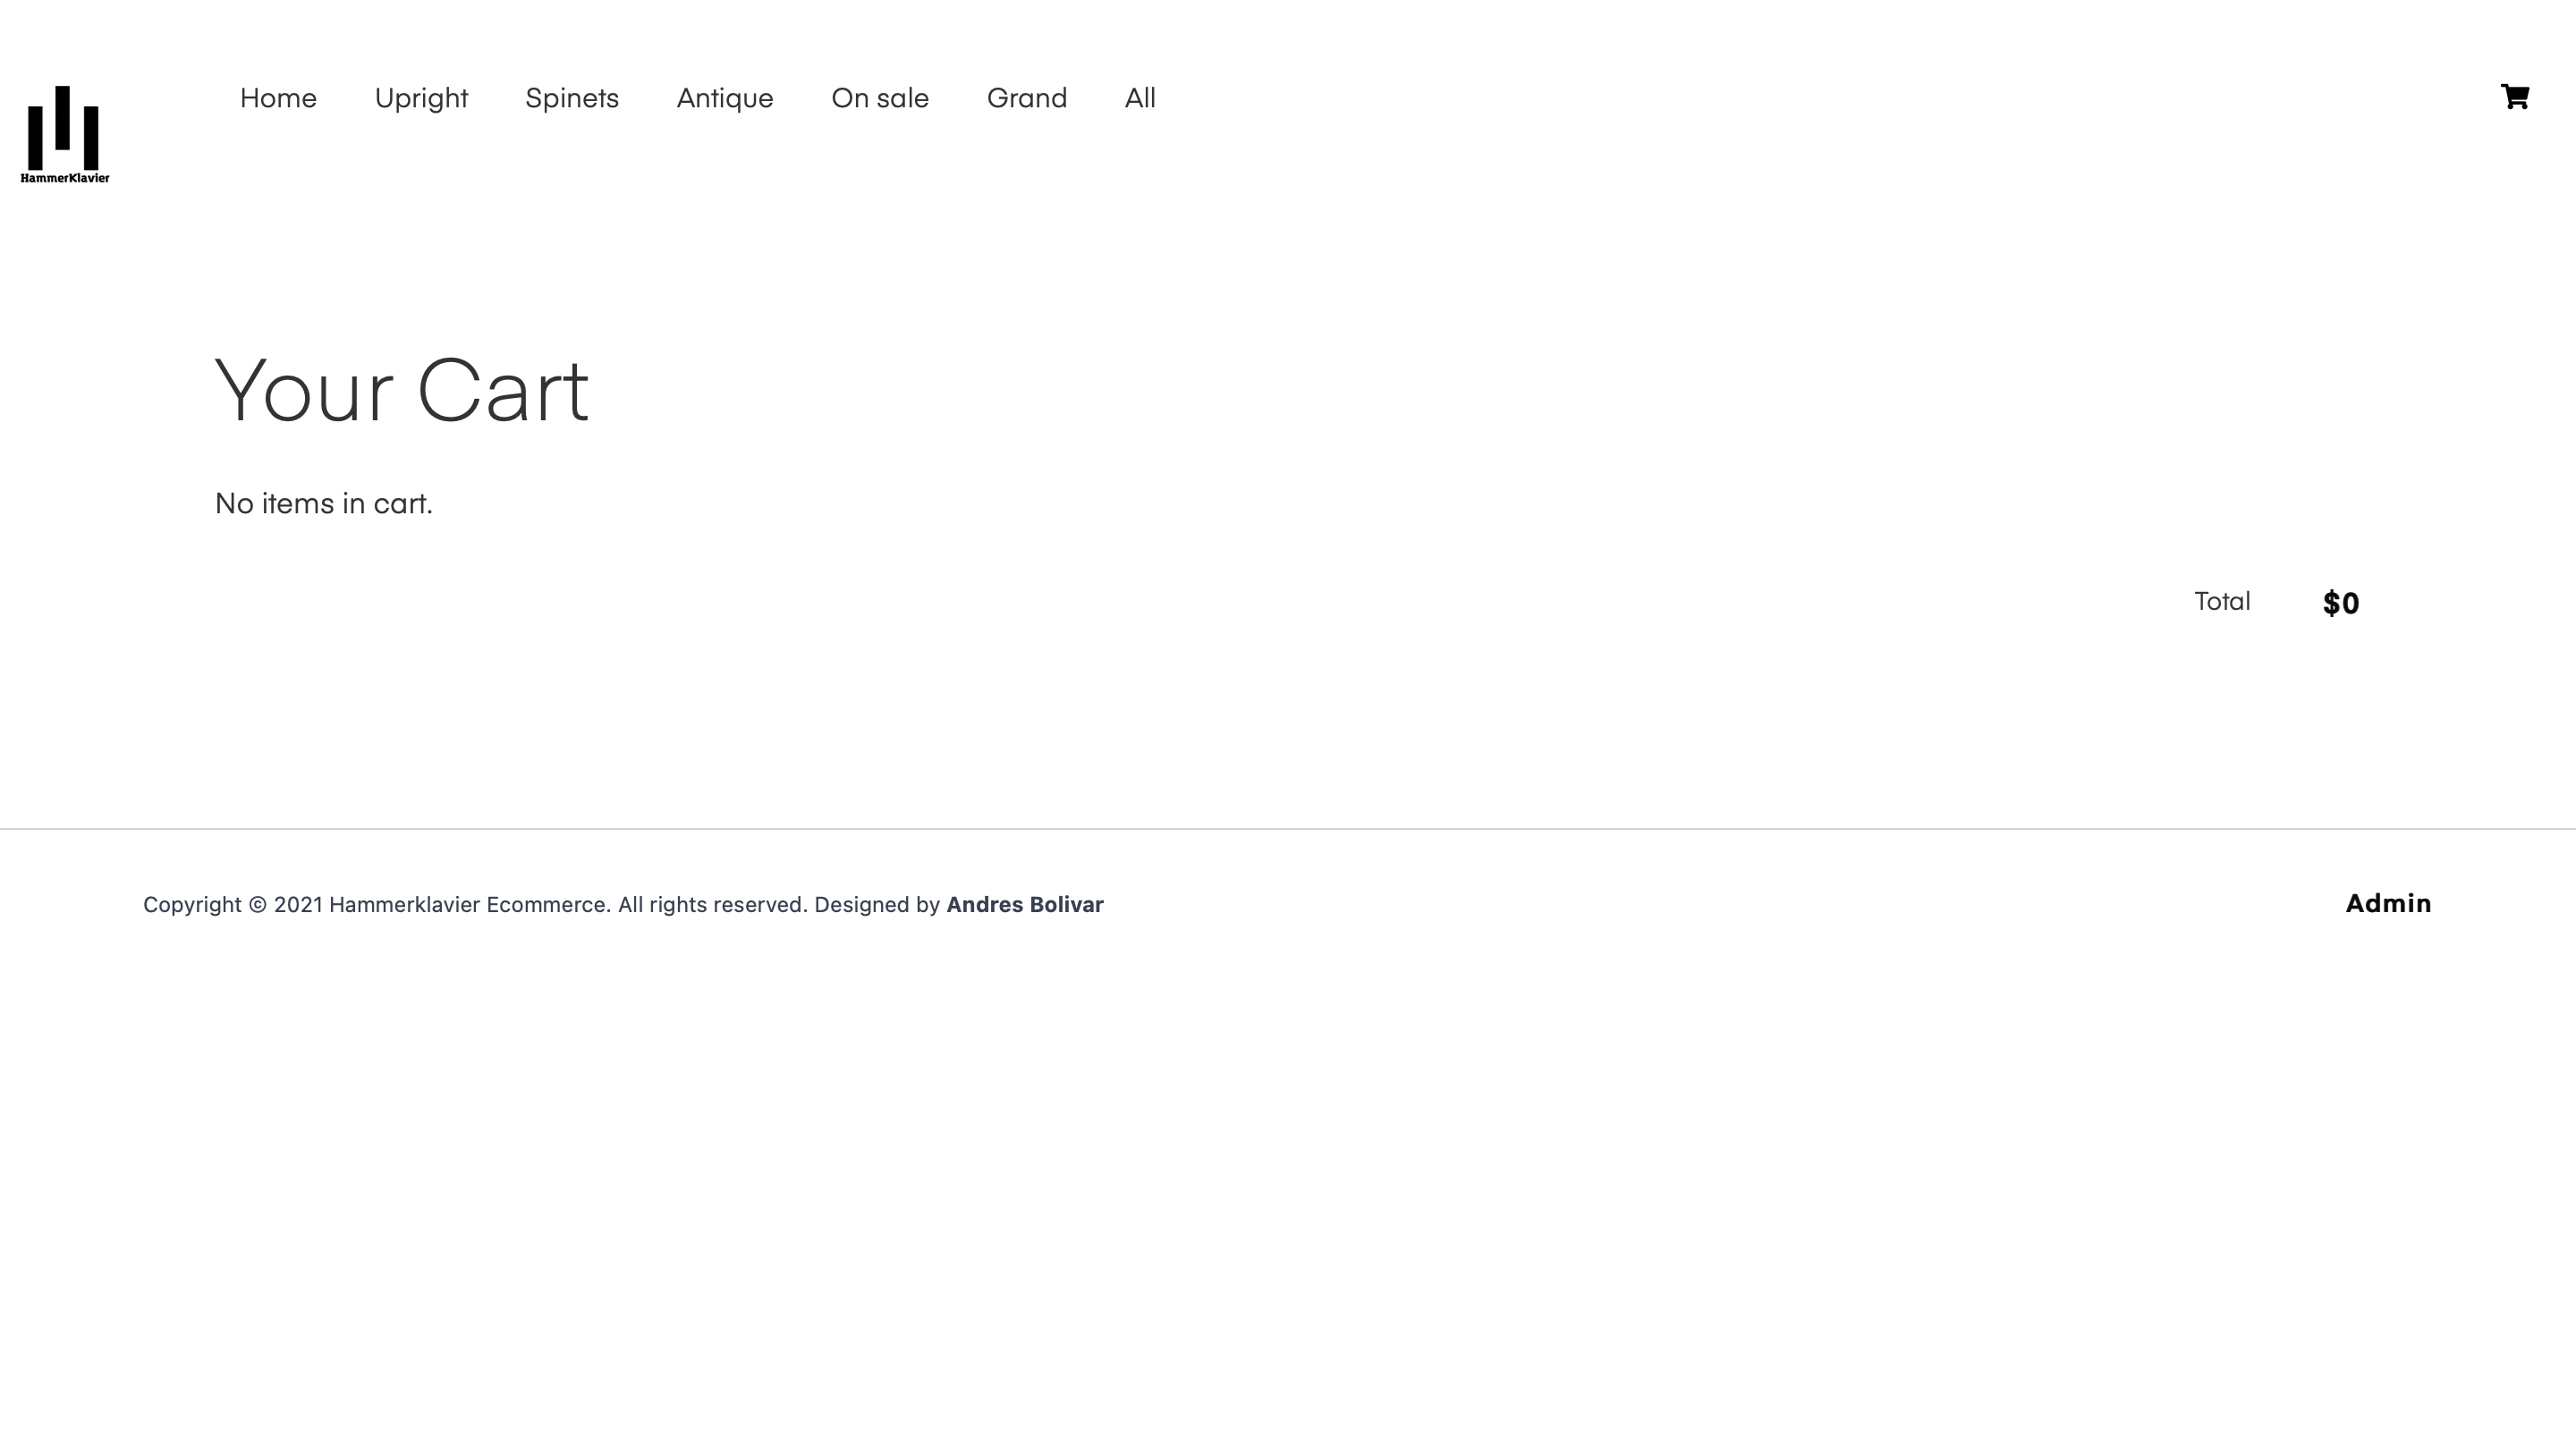 Home Upright Spinets Antique On sale Grand All
HammerKlavier
Your Cart
No items in cart.
Total $0
Copyright © 2021 Hammerklavier Ecommerce. All rights reserved. Designed by Andres Bolivar
Admin